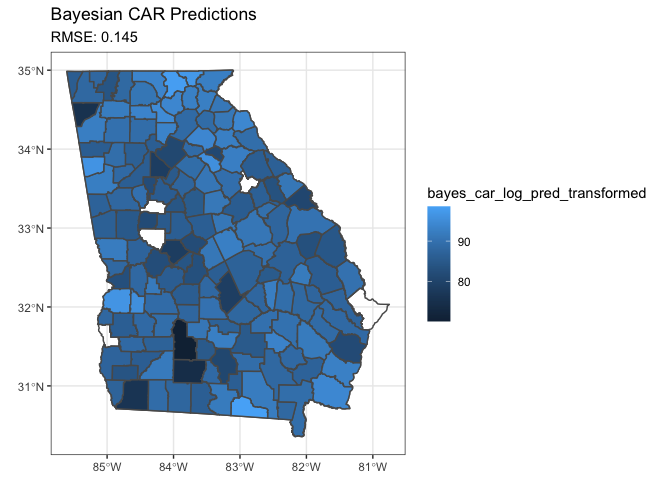 Bayesian CAR Predictions
RMSE: 0.145
35°N
34°N
33°N
32°N
31°N
85°W
84°W
83°W
82°W
81°W
bayes_car_log_pred_transformed
90
80